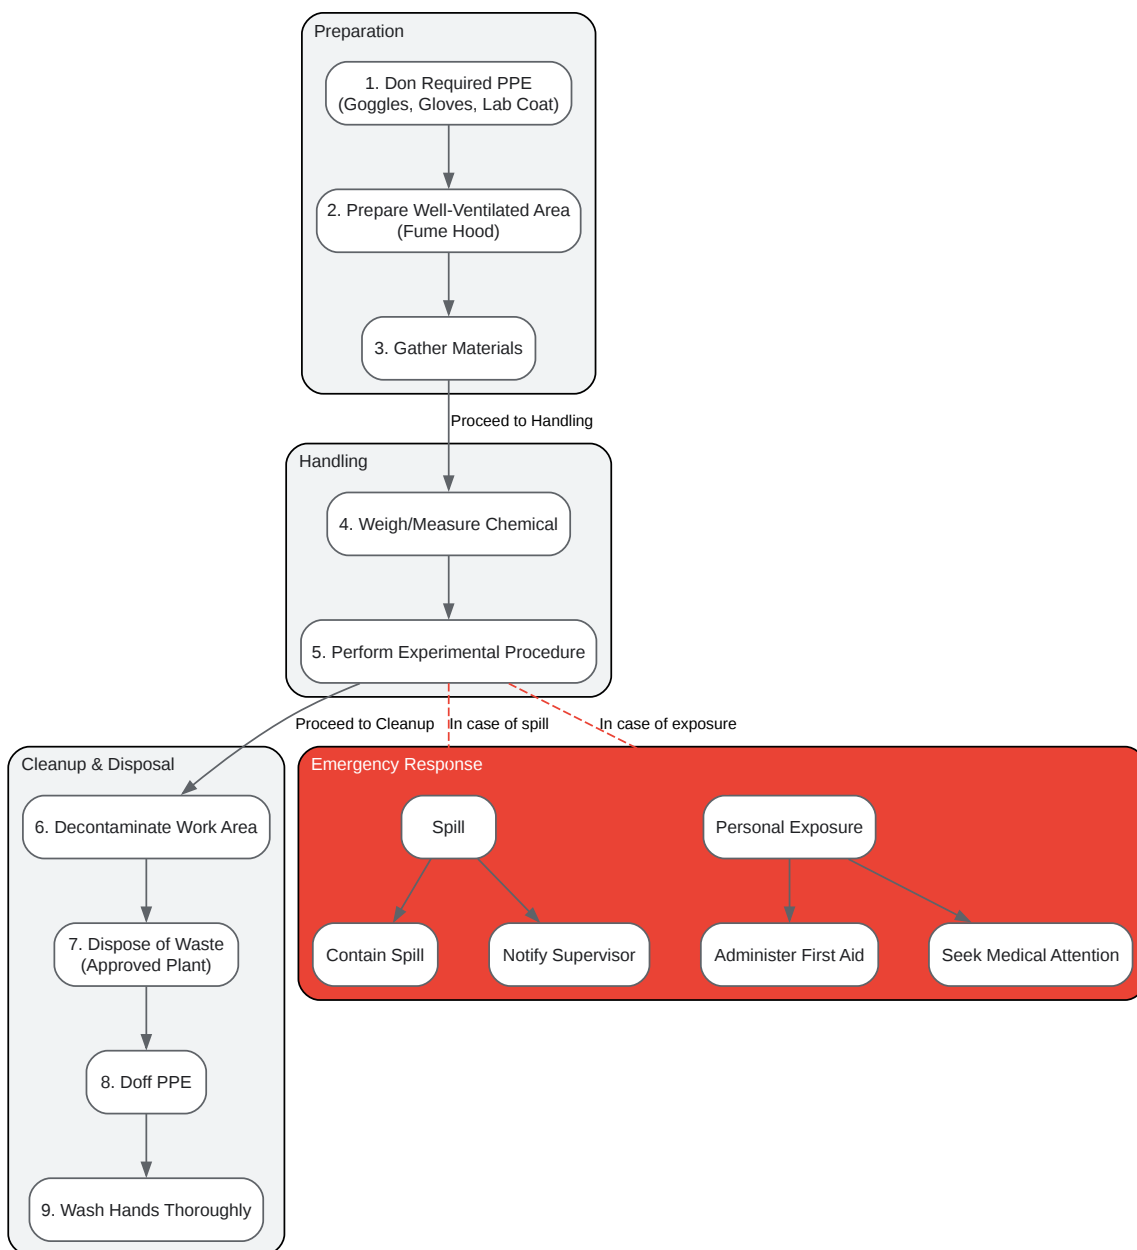 Preparation
1. Don Required PPE
(Goggles, Gloves, Lab Coat)
2. Prepare Well-Ventilated Area
(Fume Hood)
3. Gather Materials
Proceed to Handling
Handling
4. Weigh/Measure Chemical
5. Perform Experimental Procedure
Proceed to Cleanup
In case of spill
In case of exposure
Cleanup & Disposal
6. Decontaminate Work Area
7. Dispose of Waste
(Approved Plant)
8. Doff PPE
9. Wash Hands Thoroughly
Emergency Response
Spill
Personal Exposure
Contain Spill
Notify Supervisor
Administer First Aid
Seek Medical Attention